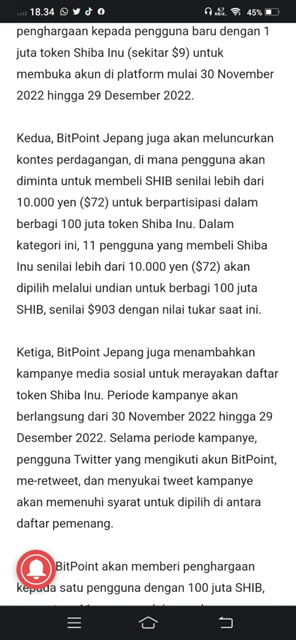 18.34
45%
penghargaan kepada pengguna baru dengan 1
juta token Shiba Inu (sekitar $9) untuk
membuka akun di platform mulai 30 November
2022 hingga 29 Desember 2022.
Kedua, BitPoint Jepang juga akan meluncurkan
kontes perdagangan, di mana pengguna akan
diminta untuk membeli SHIB senilai lebih dari
10.000 yen ($72) untuk berpartisipasi dalam
berbagi 100 juta token Shiba Inu. Dalam
kategori ini, 11 pengguna yang membeli Shiba
Inu senilai lebih dari 10.000 yen ($72) akan
dipilih melalui undian untuk berbagi 100 juta
SHIB, senilai $903 dengan nilai tukar saat ini.
Ketiga, BitPoint Jepang juga menambahkan
kampanye media sosial untuk merayakan daftar
token Shiba Inu. Periode kampanye akan
berlangsung dari 30 November 2022 hingga 29
Desember 2022. Selama periode kampanye,
pengguna Twitter yang mengikuti akun BitPoint,
me-retweet, dan menyukai tweet kampanye
akan memenuhi syarat untuk dipilih di antara
daftar pemenang.
BitPoint akan memberi penghargaan
kepada satu pengguna dengan 100 juta SHIB,